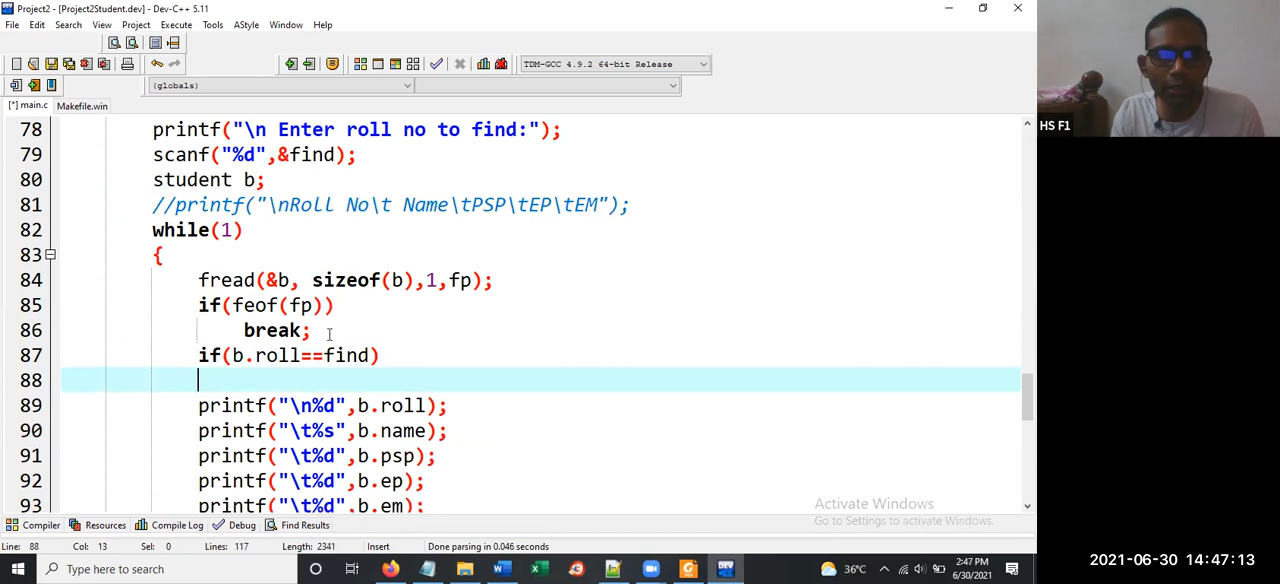 Project2 - [Project2Student.dev] - Dev-C++ 5.11
File Edit Search View Project Execute Tools AStyle Window Help
TDM-GCC 4.9.2 64-bit Release
(globals)
[*] main.c Makefile.win
HS F1
78 printf("\n Enter roll no to find:");
79 scanf("%d",&find);
80 student b;
81 //printf("\nRoll No\t Name\tPSP\tEP\tEM");
82 while(1)
83 {
84 fread(&b, sizeof(b),1,fp);
85 if(feof(fp))
86 break;
87 if(b.roll==find)
88
89 printf("\n%d",b.roll);
90 printf("\t%s",b.name);
91 printf("\t%d",b.psp);
92 printf("\t%d",b.ep);
93 printf("\t%d",b.em);
Activate Windows
Go to Settings to activate Windows.
Compiler Resources Compile Log Debug Find Results
Line: 88 Col: 13 Sel: 0 Lines: 117 Length: 2341 Insert Done parsing in 0.046 seconds
Type here to search
36°C
2:47 PM
6/30/2021
2021-06-30 14:47:13